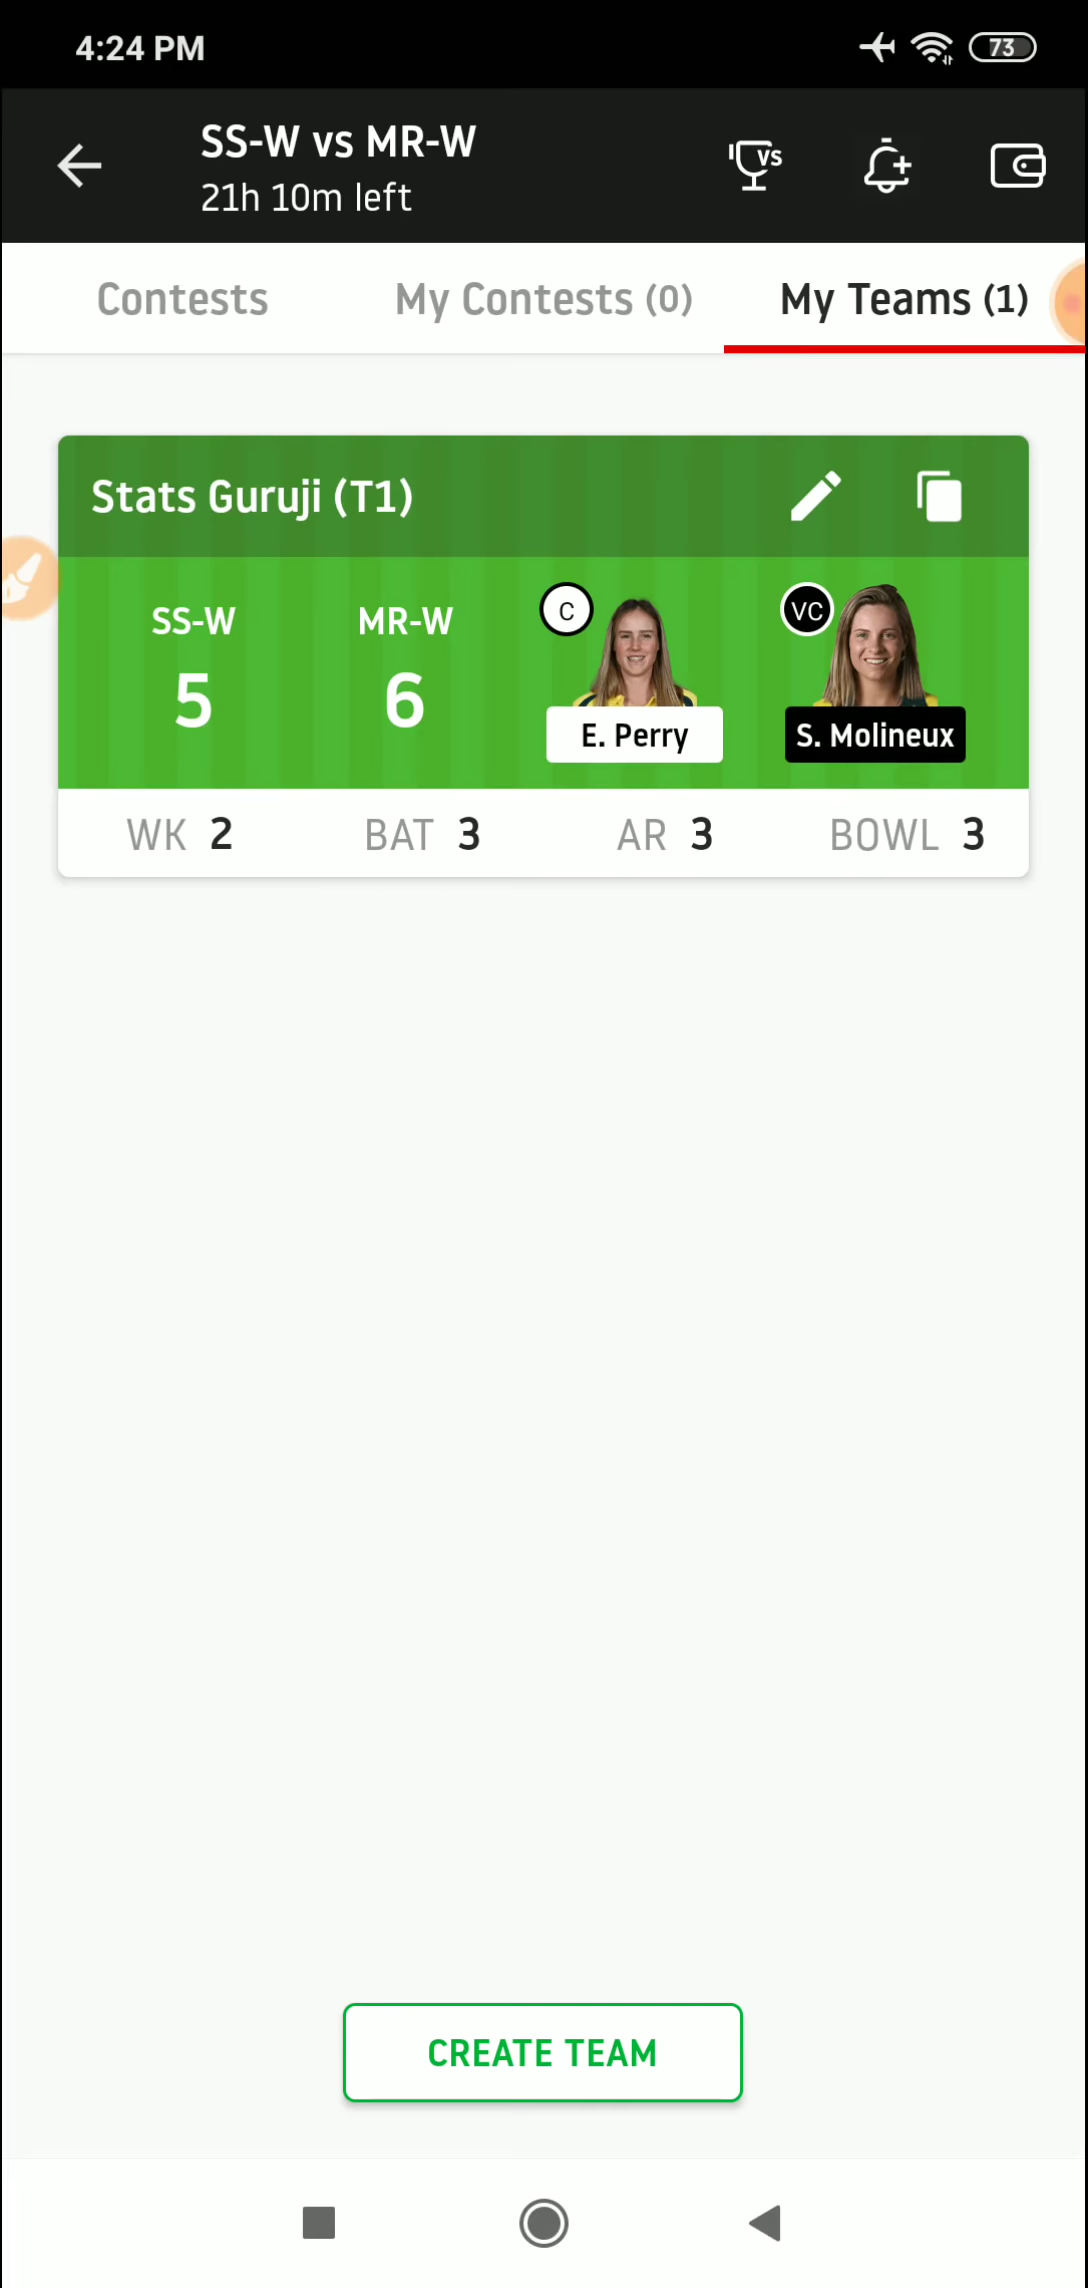 4:24 PM
73
SS-W vs MR-W
21h 10m left
VS
Contests
My Contests (0)
My Teams (1)
Stats Guruji (T1)
SS-W
MR-W
5
6
C
VC
E. Perry
S. Molineux
WK 2
BAT 3
AR 3
BOWL 3
CREATE TEAM